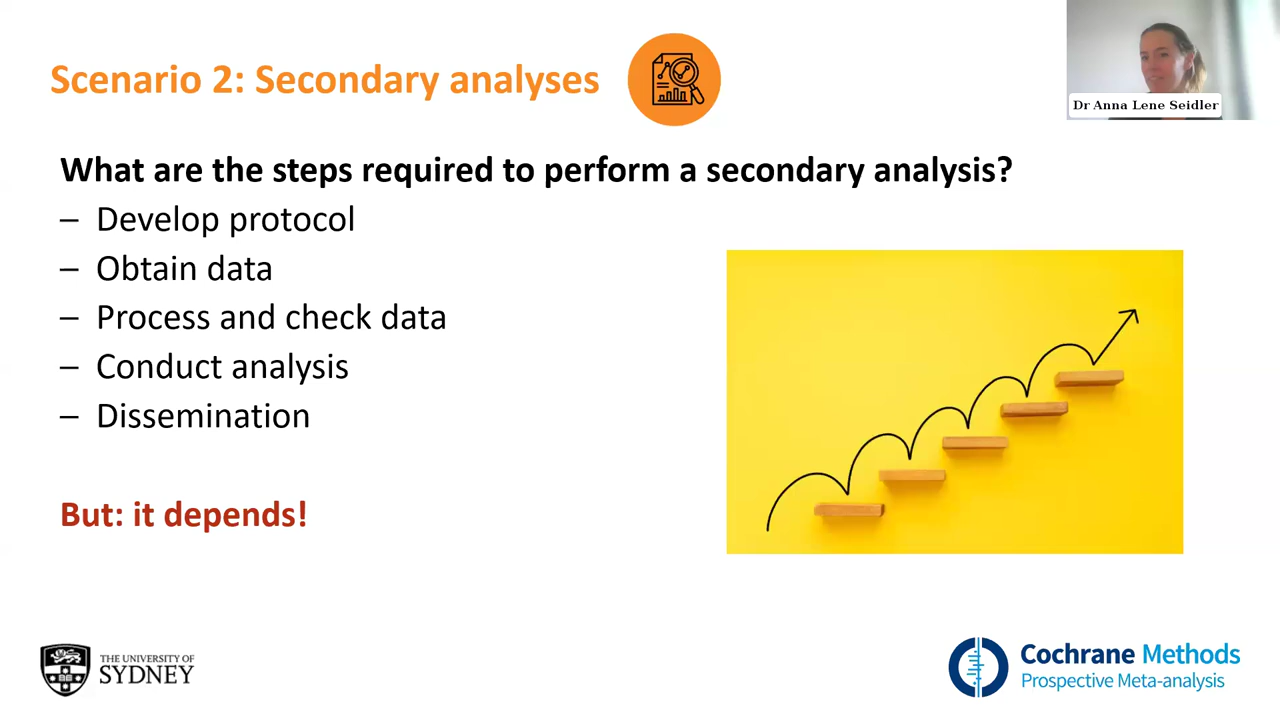 Scenario 2: Secondary analyses
Dr Anna Lene Seidler
What are the steps required to perform a secondary analysis?
– Develop protocol
– Obtain data
– Process and check data
– Conduct analysis
– Dissemination
But: it depends!
THE UNIVERSITY OF
SYDNEY
Cochrane Methods
Prospective Meta-analysis